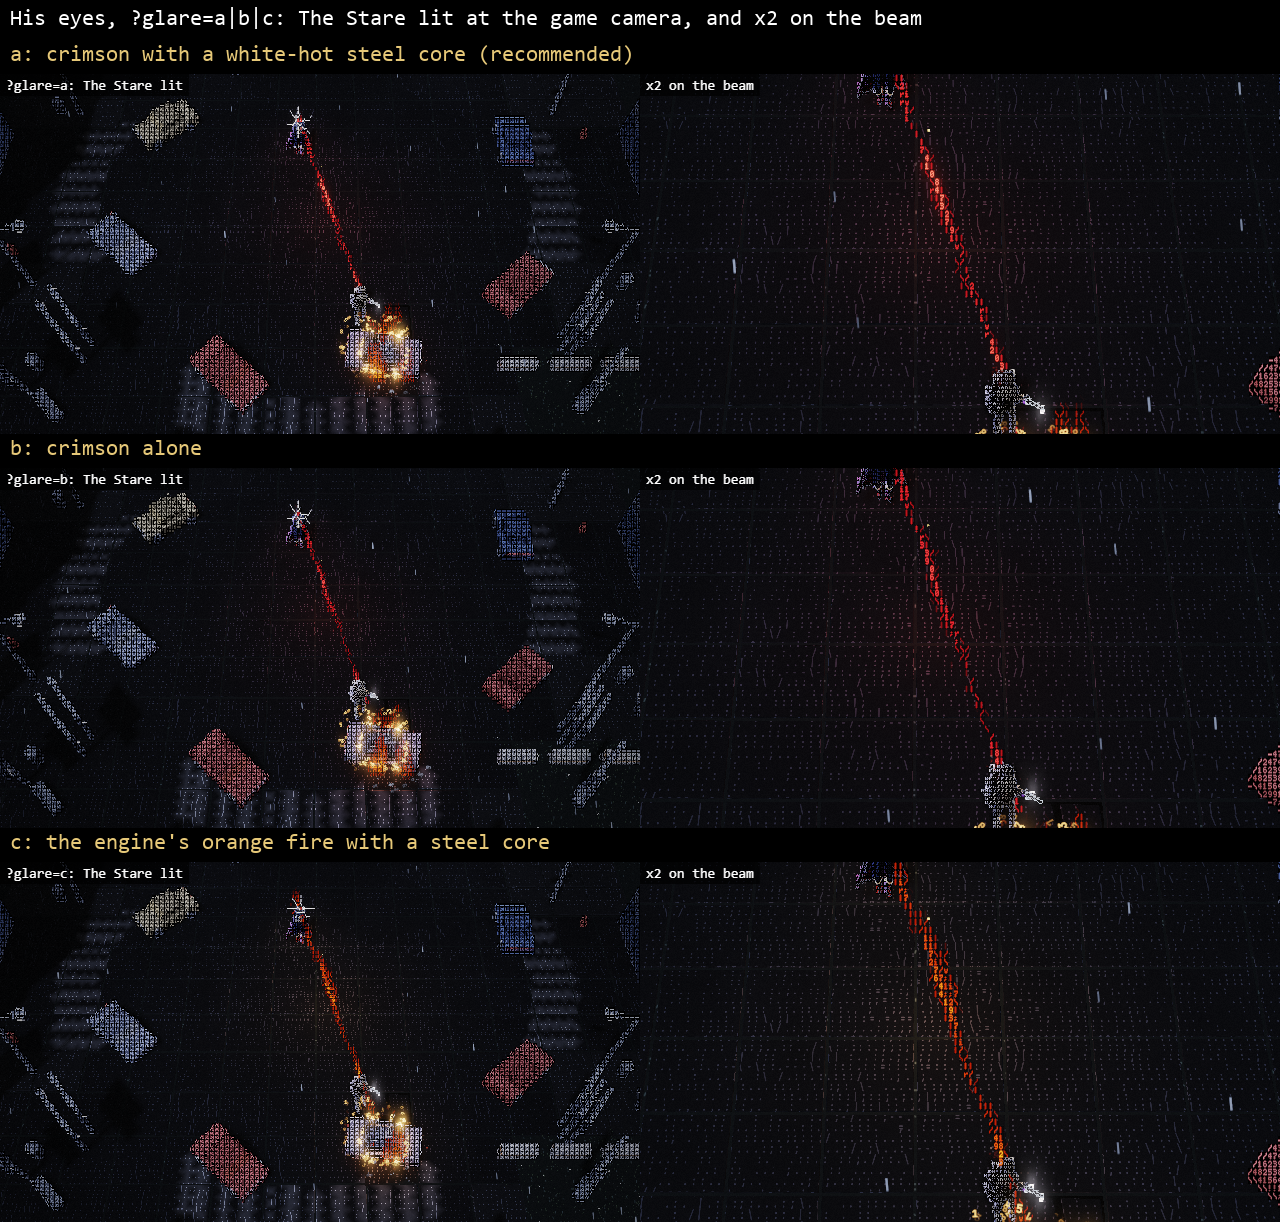 His eyes, ?glare=a|b|c: The Stare lit at the game camera, and x2 on the beam
a: crimson with a white-hot steel core (recommended)
?glare=a: The Stare lit
x2 on the beam
b: crimson alone
?glare=b: The Stare lit
x2 on the beam
c: the engine's orange fire with a steel core
?glare=c: The Stare lit
x2 on the beam